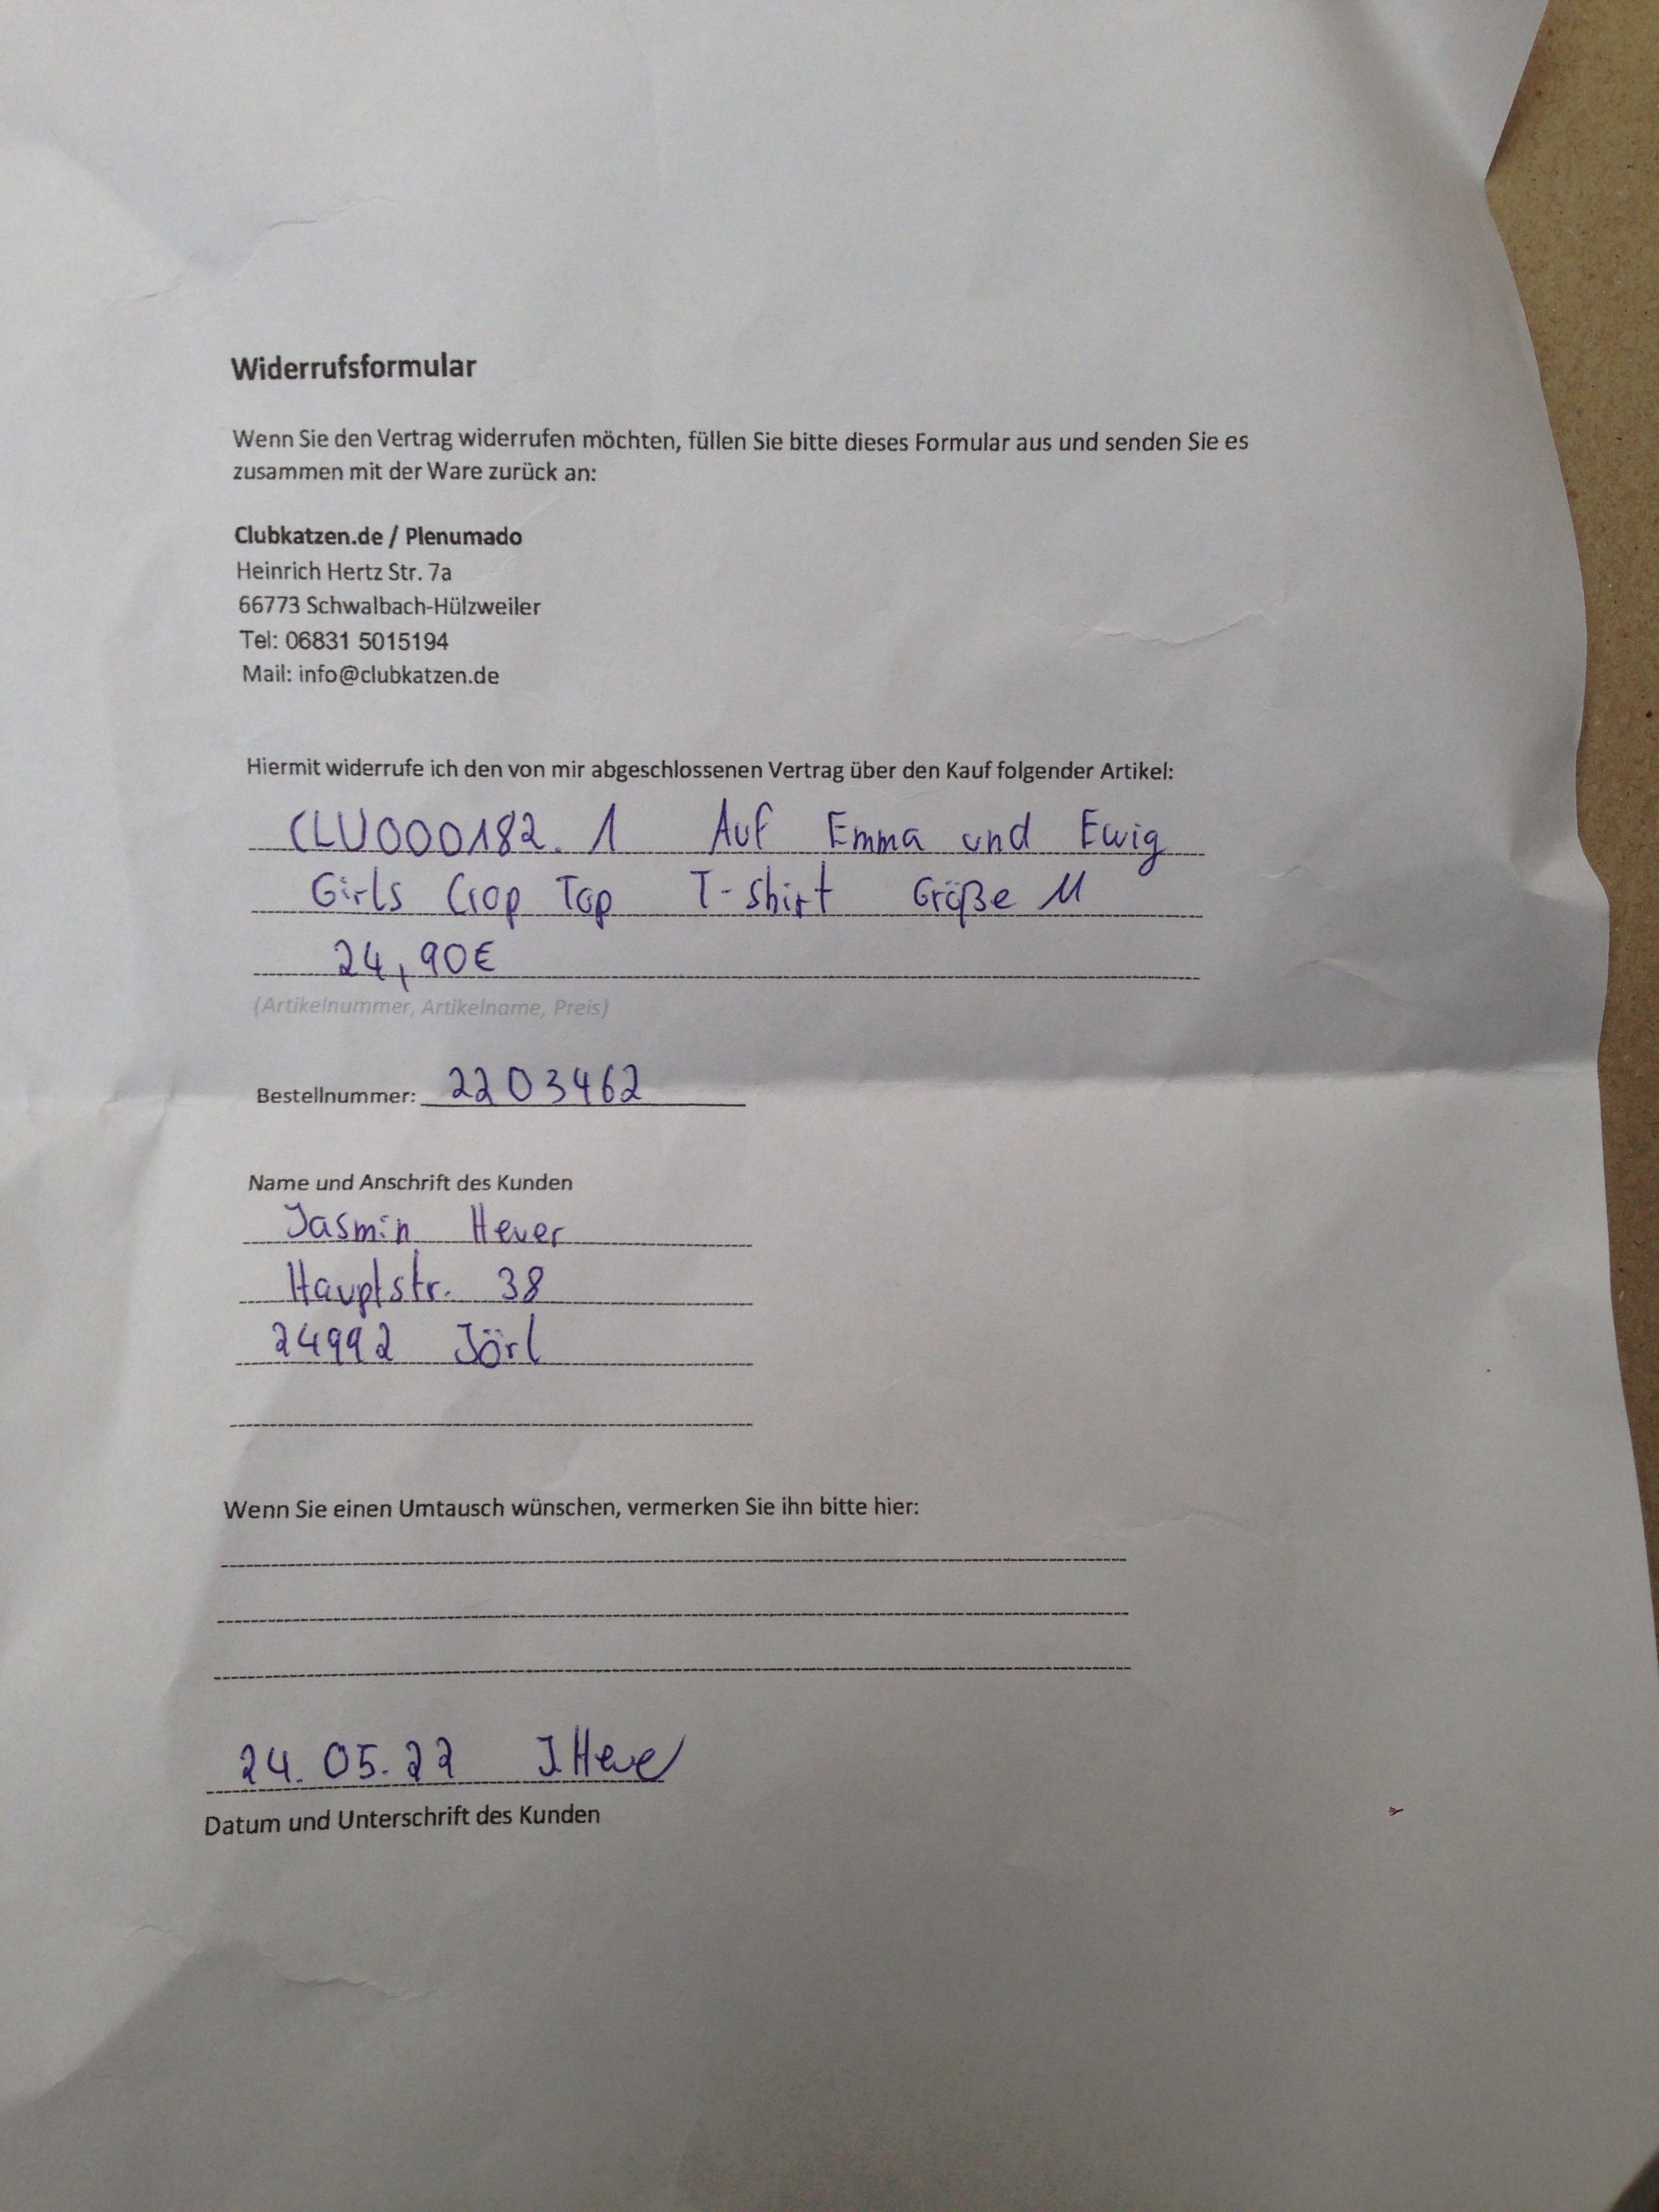 Widerrufsformular
Wenn Sie den Vertrag widerrufen möchten, füllen Sie bitte dieses Formular aus und senden Sie es
zusammen mit der Ware zurück an:
Clubkatzen.de / Plenumado
Heinrich Hertz Str. 7a
66773 Schwalbach-Hülzweiler
Tel: 06831 5015194
Mail: info@clubkatzen.de
Hiermit widerrufe ich den von mir abgeschlossenen Vertrag über den Kauf folgender Artikel:
CLU000182.1 Auf Emma und Ewig
Girls Crop Top T-Shirt Größe M
24,90€
(Artikelnummer, Artikelname, Preis)
Bestellnummer: 2203462
Name und Anschrift des Kunden
Jasmin Hever
Hauptstr. 38
24992 Jörl
Wenn Sie einen Umtausch wünschen, vermerken Sie ihn bitte hier:
24.05.22 J.Hever
Datum und Unterschrift des Kunden